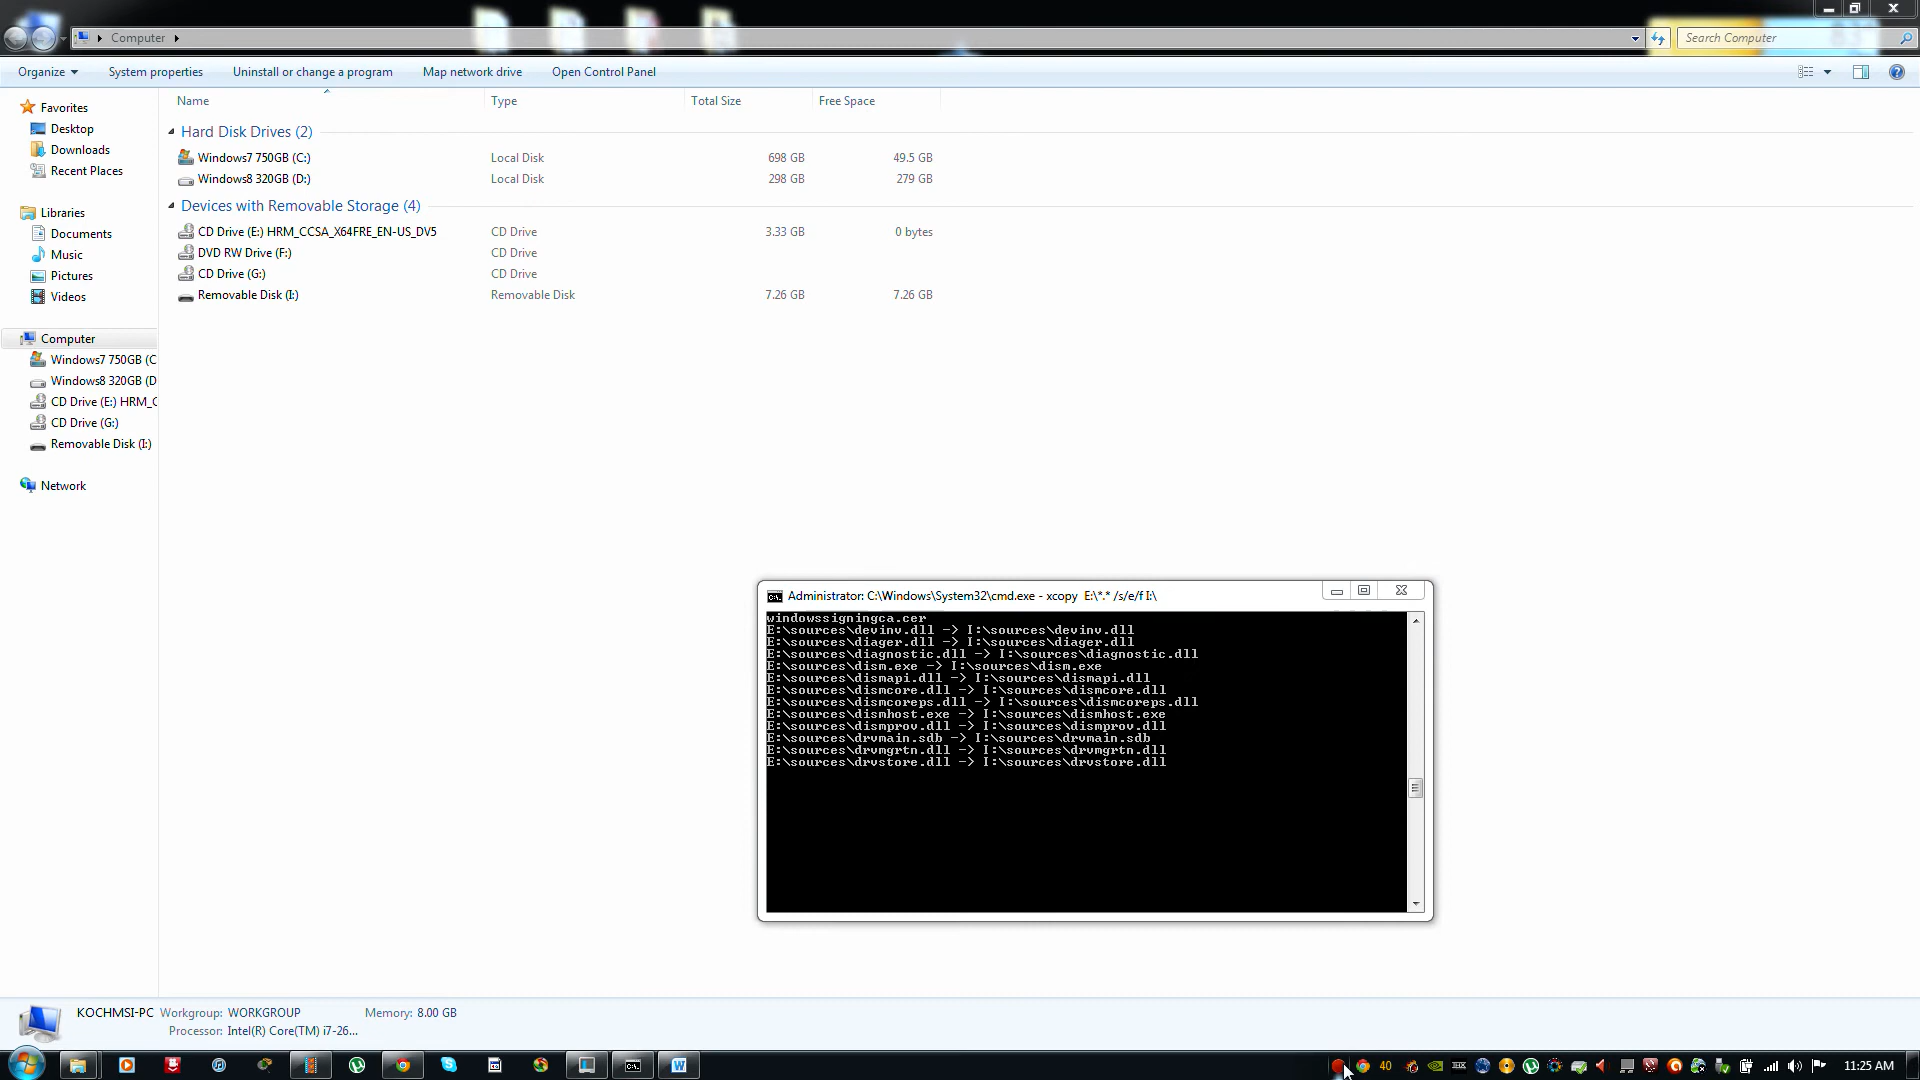 Computer
Search Computer
Organize
System properties
Uninstall or change a program
Map network drive
Open Control Panel
Name
Type
Total Size
Free Space
Favorites
Desktop
Downloads
Recent Places
Libraries
Documents
Music
Pictures
Videos
Computer
Windows7 750GB (C
Windows8 320GB (D
CD Drive (E:) HRM_C
CD Drive (G:)
Removable Disk (I:)
Network
Hard Disk Drives (2)
Windows7 750GB (C:) Local Disk 698 GB 49.5 GB
Windows8 320GB (D:) Local Disk 298 GB 279 GB
Devices with Removable Storage (4)
CD Drive (E:) HRM_CCSA_X64FRE_EN-US_DV5 CD Drive 3.33 GB 0 bytes
DVD RW Drive (F:) CD Drive
CD Drive (G:) CD Drive
Removable Disk (I:) Removable Disk 7.26 GB 7.26 GB
Administrator: C:\Windows\System32\cmd.exe - xcopy E:\*.* /s/e/f I:\
windowssigningca.cer
E:\sources\devinv.dll -> I:\sources\devinv.dll
E:\sources\diager.dll -> I:\sources\diager.dll
E:\sources\diagnostic.dll -> I:\sources\diagnostic.dll
E:\sources\dism.exe -> I:\sources\dism.exe
E:\sources\dismapi.dll -> I:\sources\dismapi.dll
E:\sources\dismcore.dll -> I:\sources\dismcore.dll
E:\sources\dismcoreps.dll -> I:\sources\dismcoreps.dll
E:\sources\dismhost.exe -> I:\sources\dismhost.exe
E:\sources\dismprov.dll -> I:\sources\dismprov.dll
E:\sources\drvmain.sdb -> I:\sources\drvmain.sdb
E:\sources\drvmgrtn.dll -> I:\sources\drvmgrtn.dll
E:\sources\drvstore.dll -> I:\sources\drvstore.dll
KOCHMSI-PC Workgroup: WORKGROUP Memory: 8.00 GB
Processor: Intel(R) Core(TM) i7-26...
40
11:25 AM